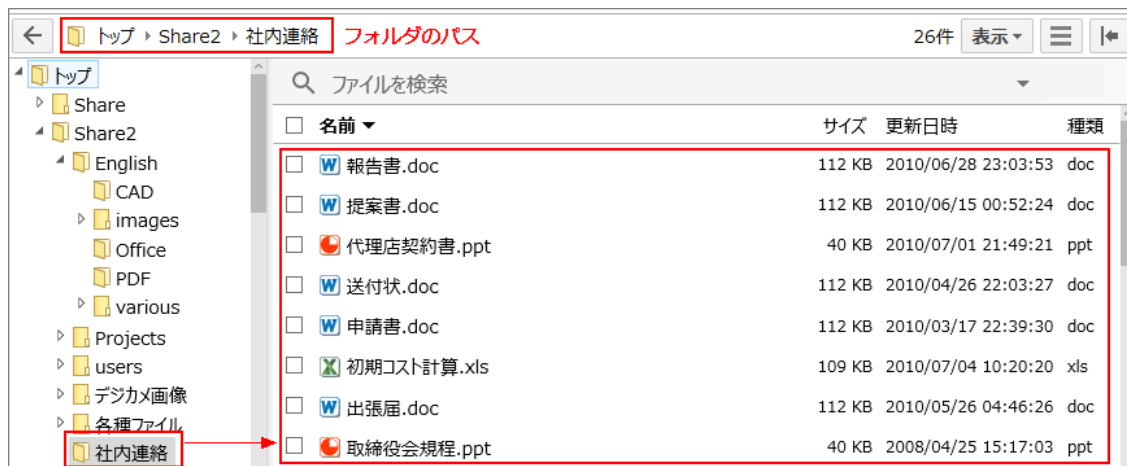 トップ Share2 社内連絡 フォルダのパス 26件 表示
トップ
Share
Share2
English
CAD
images
Office
PDF
various
Projects
users
デジカメ画像
各種ファイル
社内連絡
ファイルを検索
名前 サイズ 更新日時 種類
報告書.doc 112 KB 2010/06/28 23:03:53 doc
提案書.doc 112 KB 2010/06/15 00:52:24 doc
代理店契約書.ppt 40 KB 2010/07/01 21:49:21 ppt
送付状.doc 112 KB 2010/04/26 22:03:27 doc
申請書.doc 112 KB 2010/03/17 22:39:30 doc
初期コスト計算.xls 109 KB 2010/07/04 10:20:20 xls
出張届.doc 112 KB 2010/05/26 04:46:26 doc
取締役会規程.ppt 40 KB 2008/04/25 15:17:03 ppt